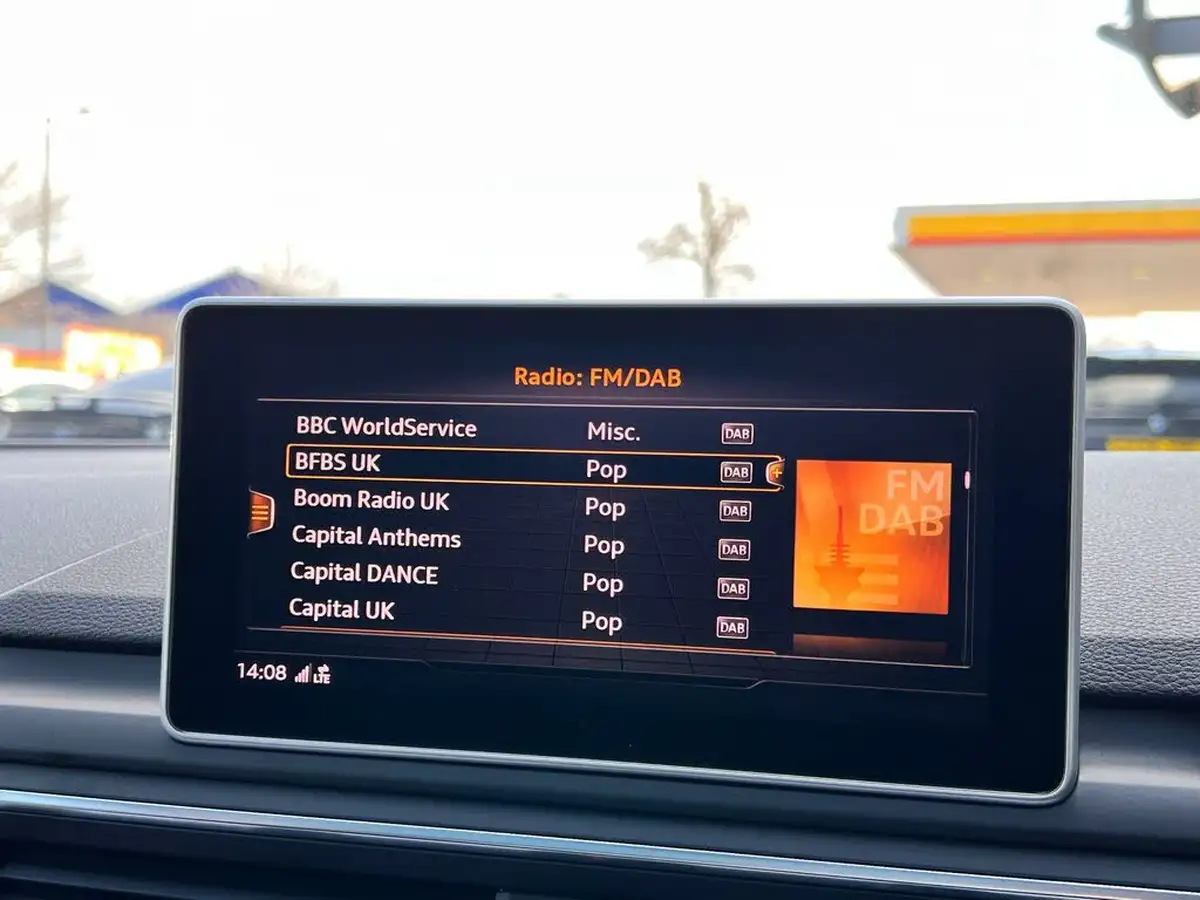 Radio: FM/DAB
BBC WorldService Misc. DAB
BFBS UK Pop DAB
Boom Radio UK Pop DAB
Capital Anthems Pop DAB
Capital DANCE Pop DAB
Capital UK Pop DAB
FM
DAB
14:08 LTE